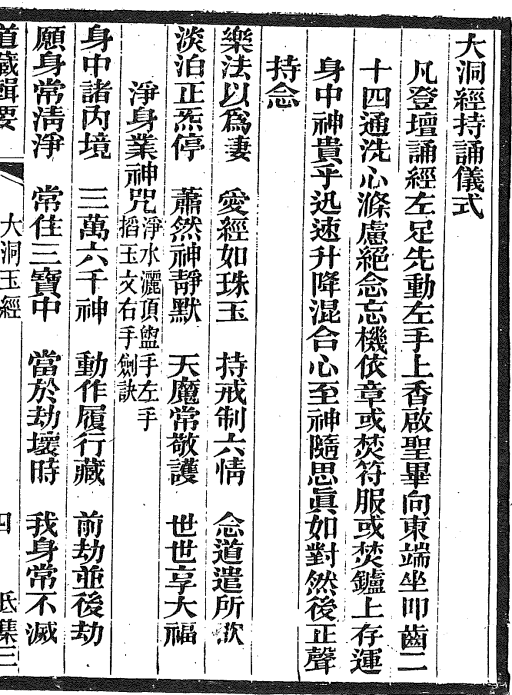 大洞經持誦儀式
凡登壇誦經左足先動左手上香啟聖畢向東端坐叩齒二
十四通洗心滌慮絕念忘機依章或焚符服或焚鑪上存運
身中神貴乎迅速升降混合心至神隨思眞如對然後正聲
持念
樂法以爲妻 愛經如珠玉 持戒制六情 念道遣所欲
淡泊正炁停 蕭然神靜默 天魔常敬護 世世享大福
淨身業神咒淨水灑頂盥手左手
搯玉文右手劍訣
身中諸內境 三萬六千神 動作履行藏 前劫並後劫
願身常清淨 常住三寶中 當於劫壞時 我身常不滅
道藏輯要 大洞玉經 四 氐集三